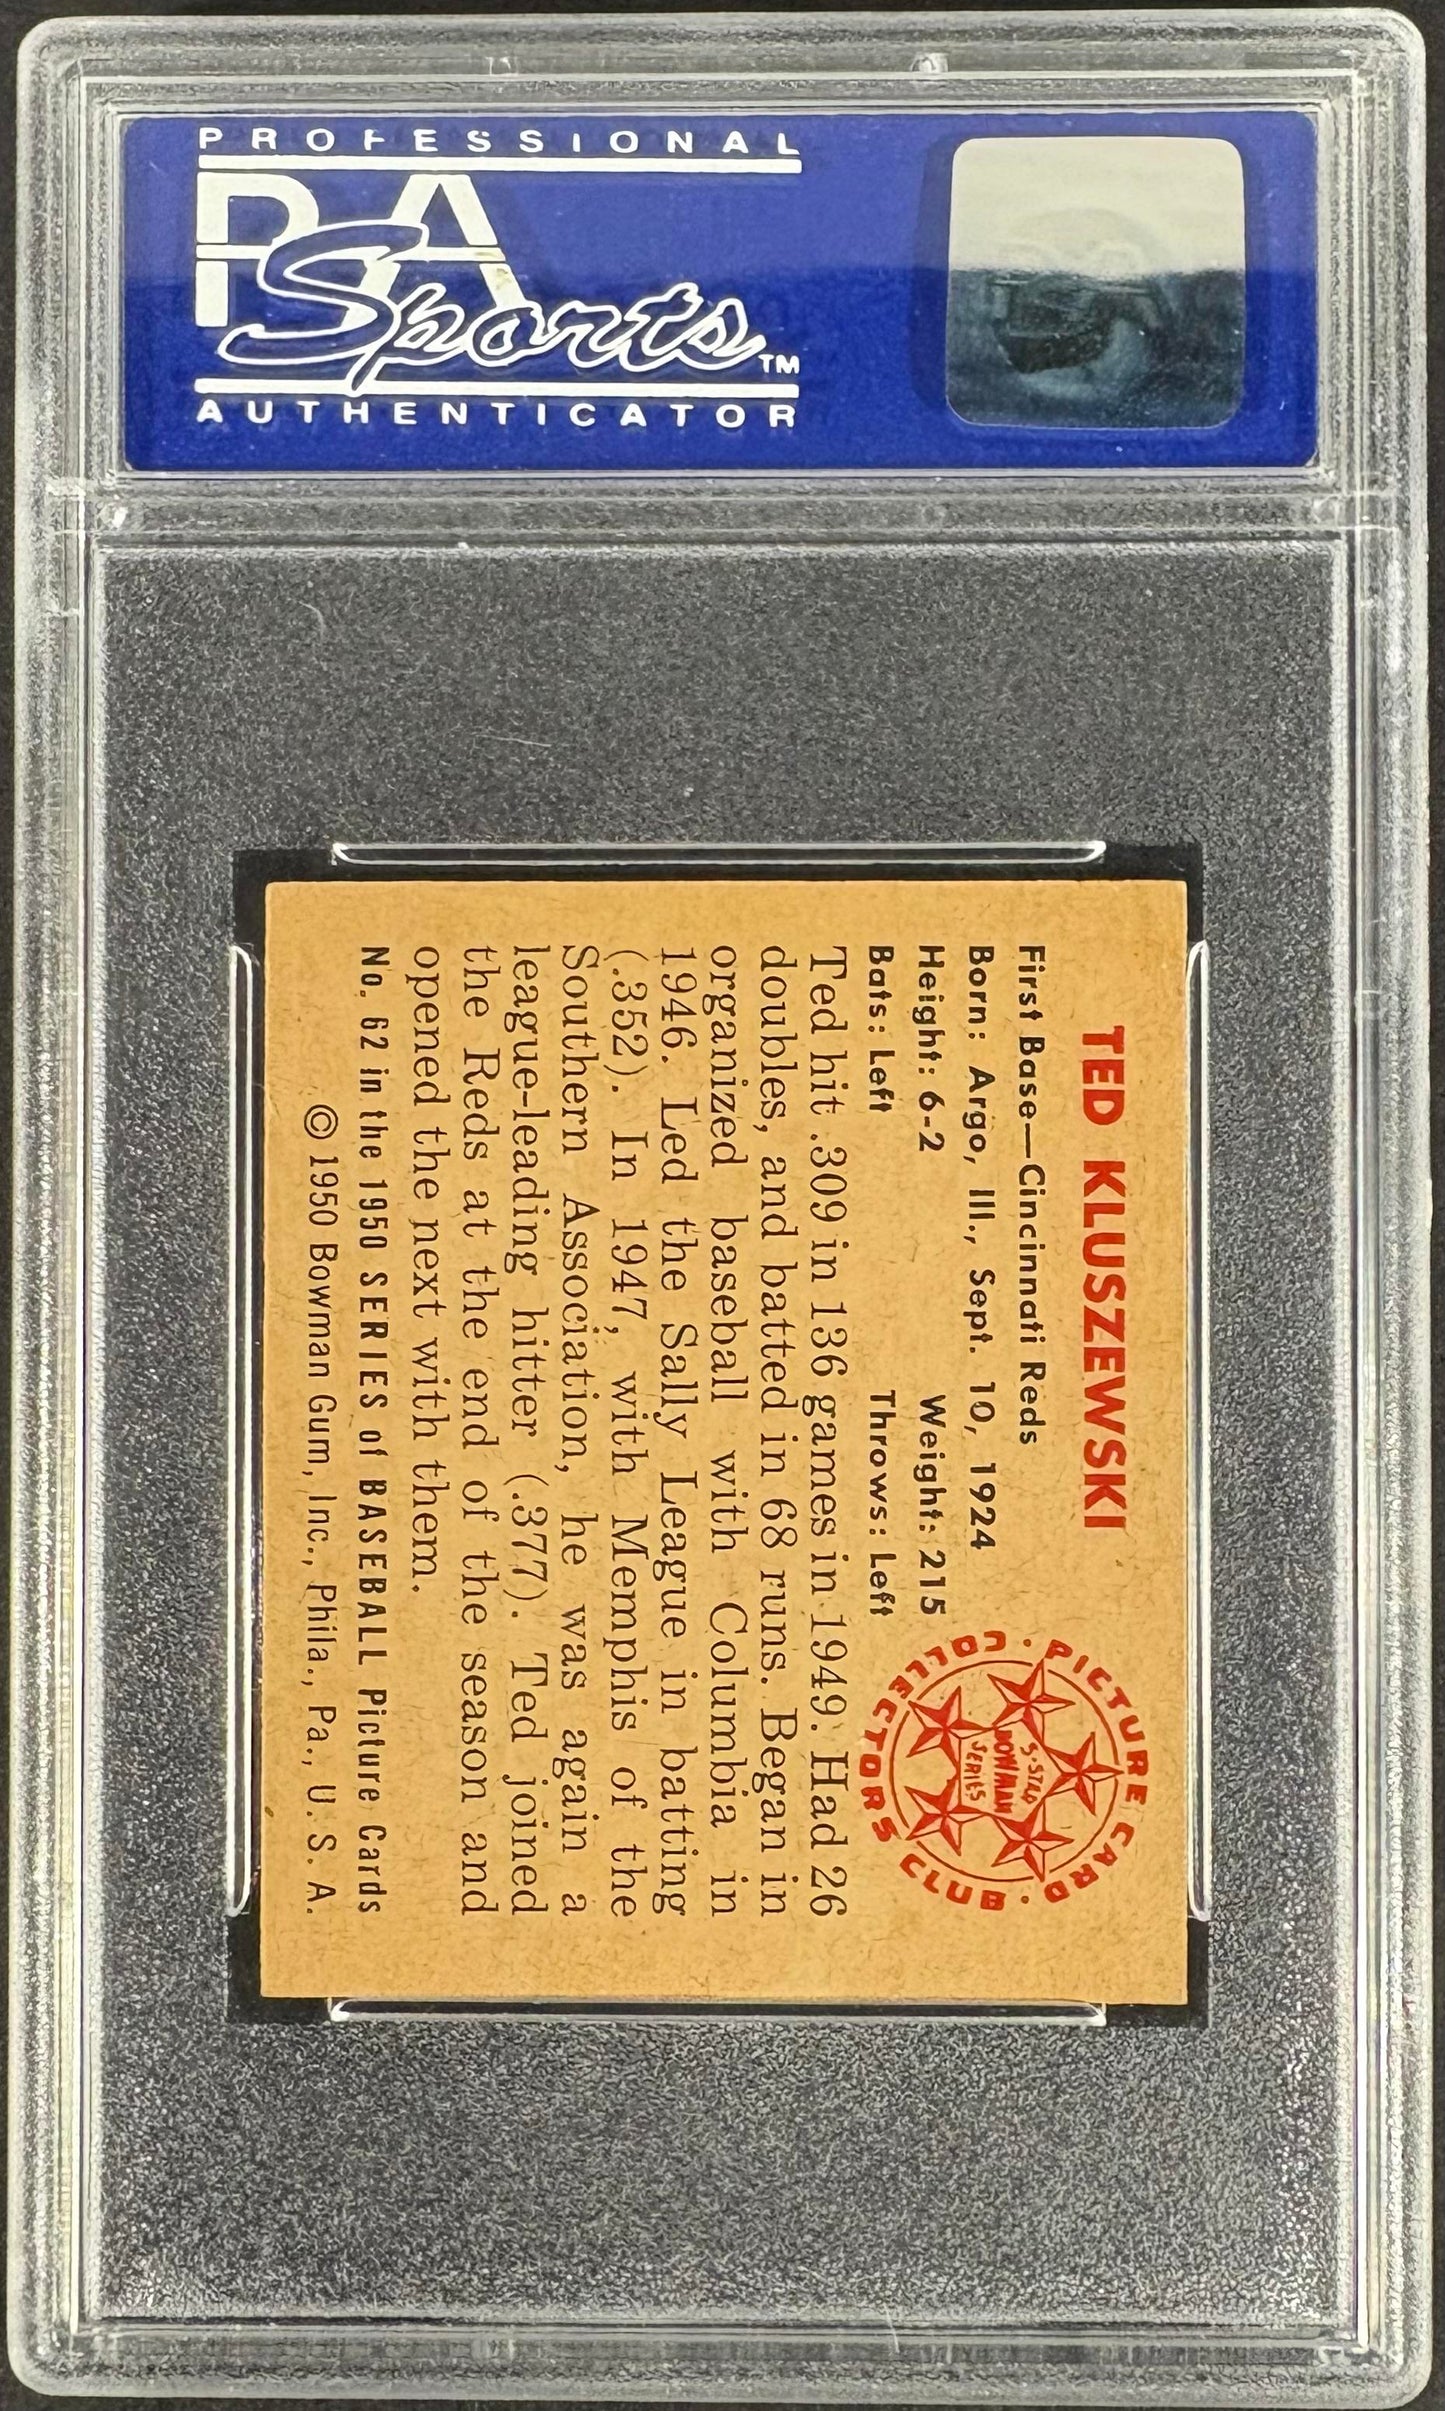 PROFESSIONAL
PSA
Sports™
AUTHENTICATOR
TED KLUSZEWSKI
First Base—Cincinnati Reds
Born: Argo, Ill., Sept. 10, 1924
Height: 6-2 Weight: 215
Bats: Left Throws: Left
PICTURE CARD · COLLECTORS CLUB ·
5-STAR
BOWMAN
SERIES
Ted hit .309 in 136 games in 1949. Had 26
doubles, and batted in 68 runs. Began in
organized baseball with Columbia in
1946. Led the Sally League in batting
(.352). In 1947, with Memphis of the
Southern Association, he was again a
league-leading hitter (.377). Ted joined
the Reds at the end of the season and
opened the next with them.
No. 62 in the 1950 SERIES of BASEBALL Picture Cards
© 1950 Bowman Gum, Inc., Phila., Pa., U. S. A.